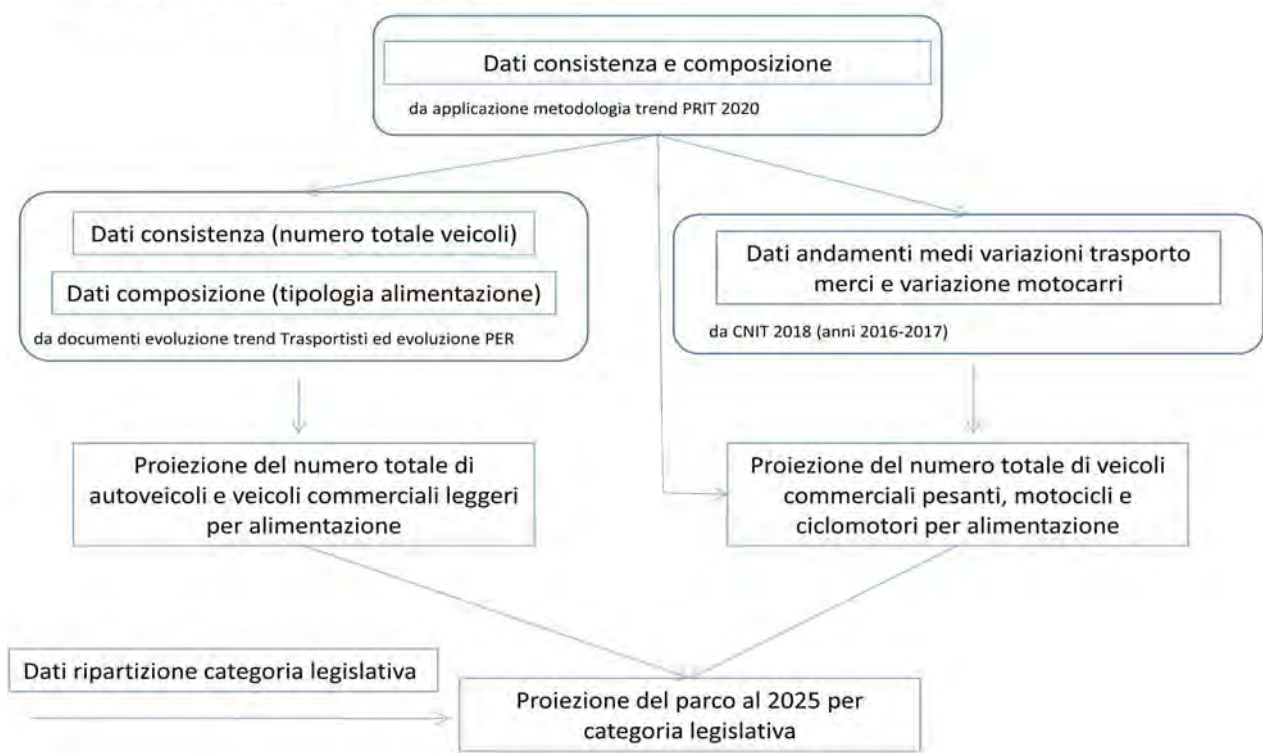 Dati consistenza e composizione
da applicazione metodologia trend PRIT 2020
Dati consistenza (numero totale veicoli)
Dati composizione (tipologia alimentazione)
da documenti evoluzione trend Trasportisti ed evoluzione PER
Dati andamenti medi variazioni trasporto
merci e variazione motocarri
da CNIT 2018 (anni 2016-2017)
Proiezione del numero totale di
autoveicoli e veicoli commerciali leggeri
per alimentazione
Proiezione del numero totale di veicoli
commerciali pesanti, motocicli e
ciclomotori per alimentazione
Dati ripartizione categoria legislativa
Proiezione del parco al 2025 per
categoria legislativa